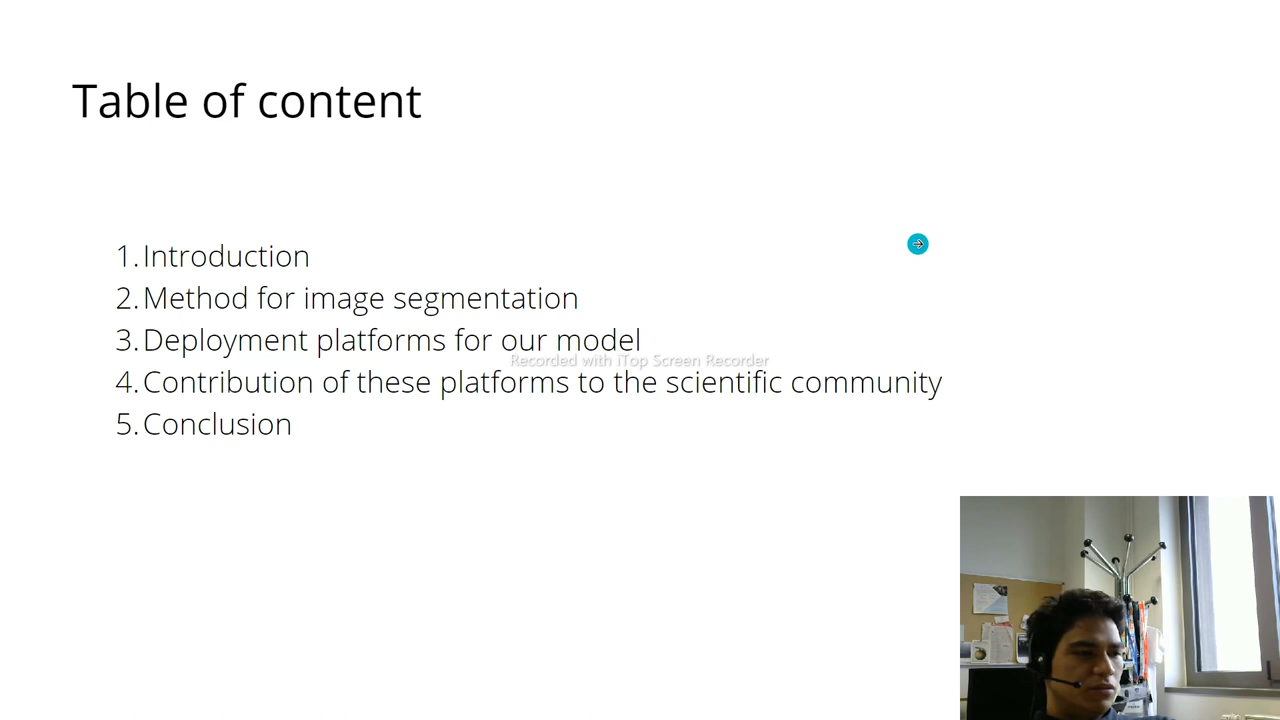 Table of content
1. Introduction
2. Method for image segmentation
3. Deployment platforms for our model
Recorded with iTop Screen Recorder
4. Contribution of these platforms to the scientific community
5. Conclusion